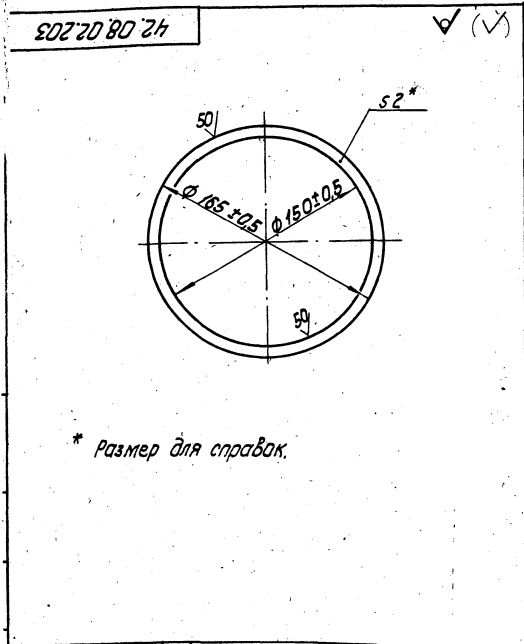 42.08.02.203
(√)
50
s2*
Ф 165 ±0,5
Ф 150±0,5
50
* Размер для справок.